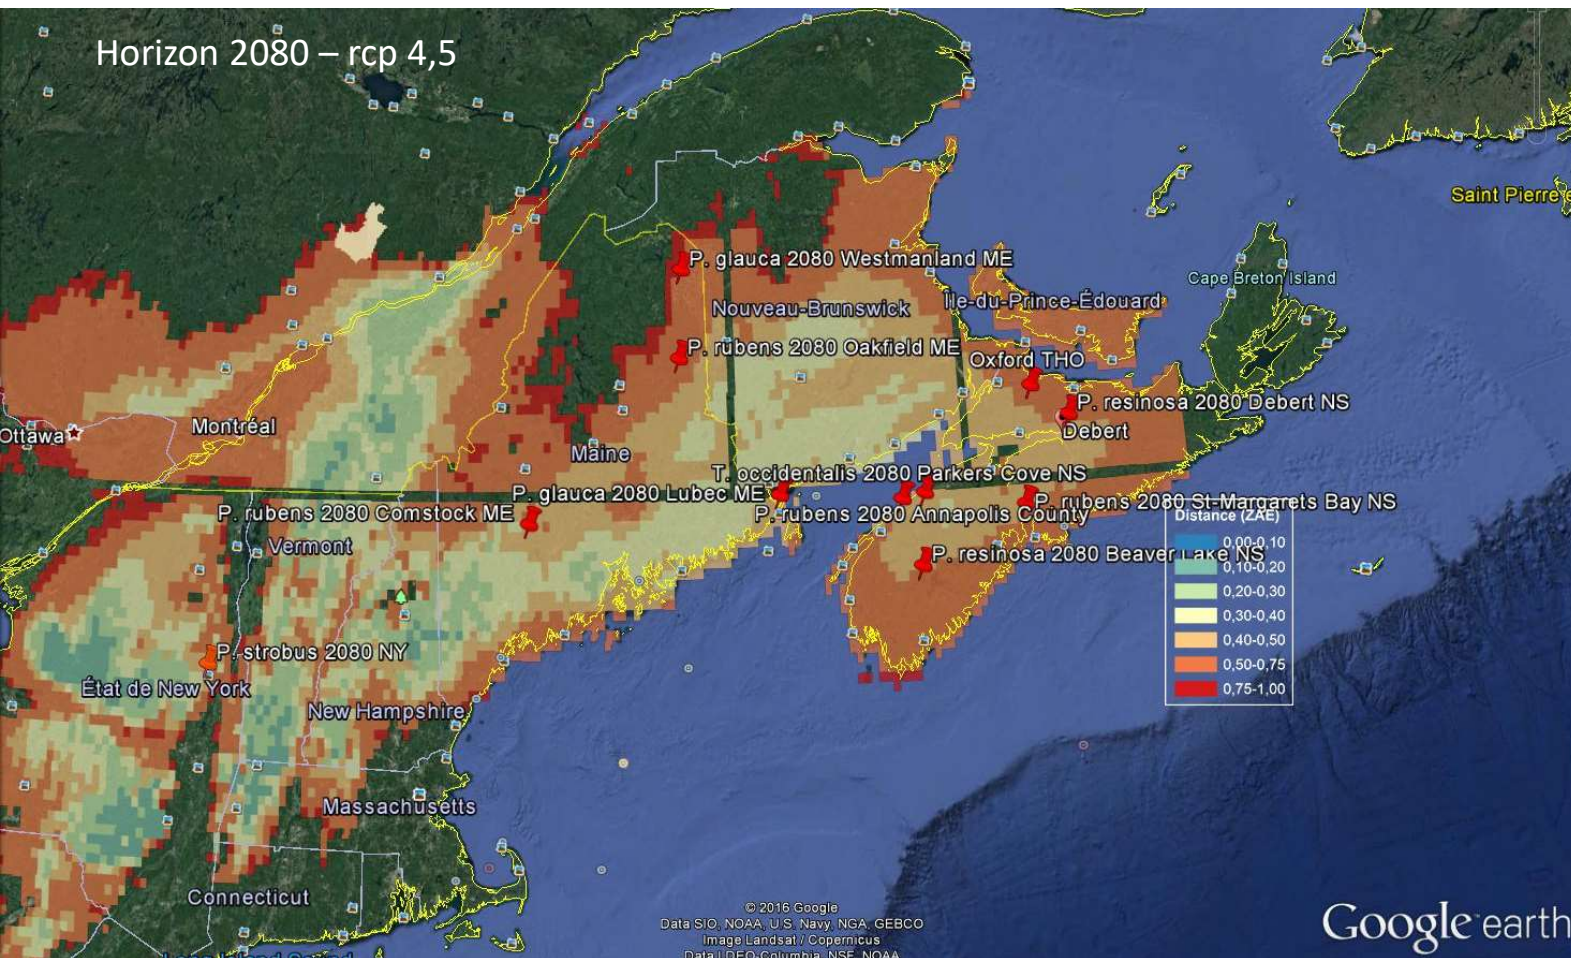 Horizon 2080 – rcp 4,5
Saint Pierre
P. glauca 2080 Westmanland ME
Cape Breton Island
Nouveau-Brunswick
Île-du-Prince-Édouard
P. rubens 2080 Oakfield ME
Oxford THO
P. resinosa 2080 Debert NS
Montréal
Ottawa
Debert
Maine
T. occidentalis 2080 Parkers Cove NS
P. glauca 2080 Lubec ME
P. rubens 2080 St-Margarets Bay NS
P. rubens 2080 Comstock ME
P. rubens 2080 Annapolis County
Distance (ZAE)
Vermont
0,00-0,10
P. resinosa 2080 Beaver Lake NS
0,10-0,20
0,20-0,30
0,30-0,40
0,40-0,50
P. strobus 2080 NY
0,50-0,75
État de New York
0,75-1,00
New Hampshire
Massachusetts
Connecticut
© 2016 Google
Data SIO, NOAA, U.S. Navy, NGA, GEBCO
Image Landsat / Copernicus
Data LDEO-Columbia, NSF, NOAA
Google earth